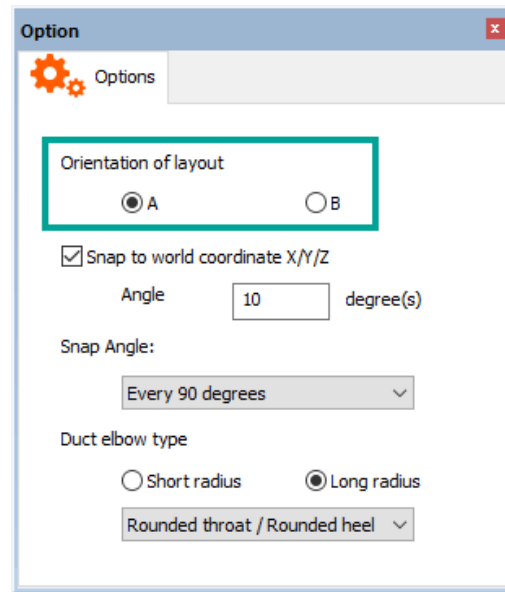 Option
Options
Orientation of layout
A B
Snap to world coordinate X/Y/Z
Angle 10 degree(s)
Snap Angle:
Every 90 degrees
Duct elbow type
Short radius Long radius
Rounded throat / Rounded heel